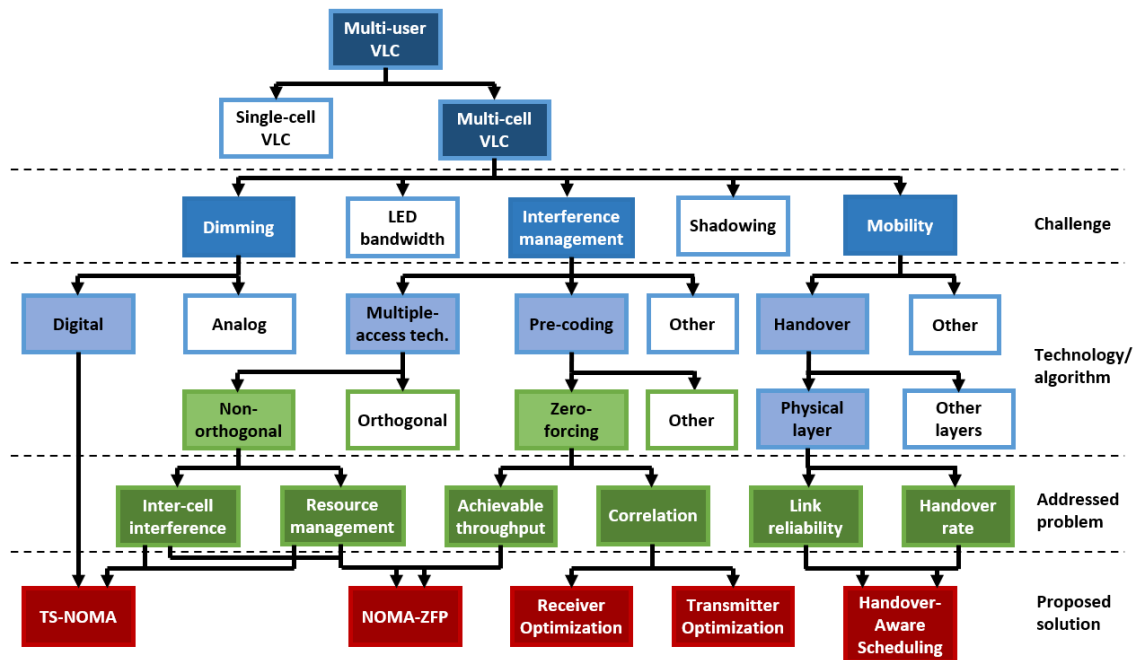 Multi-user
VLC
Single-cell
VLC
Multi-cell
VLC
Dimming
LED
bandwidth
Interference
management
Shadowing
Mobility
Challenge
Digital
Analog
Multiple-
access tech.
Pre-coding
Other
Handover
Other
Technology/
algorithm
Non-
orthogonal
Orthogonal
Zero-
forcing
Other
Physical
layer
Other
layers
Inter-cell
interference
Resource
management
Achievable
throughput
Correlation
Link
reliability
Handover
rate
Addressed
problem
TS-NOMA
NOMA-ZFP
Receiver
Optimization
Transmitter
Optimization
Handover-
Aware
Scheduling
Proposed
solution